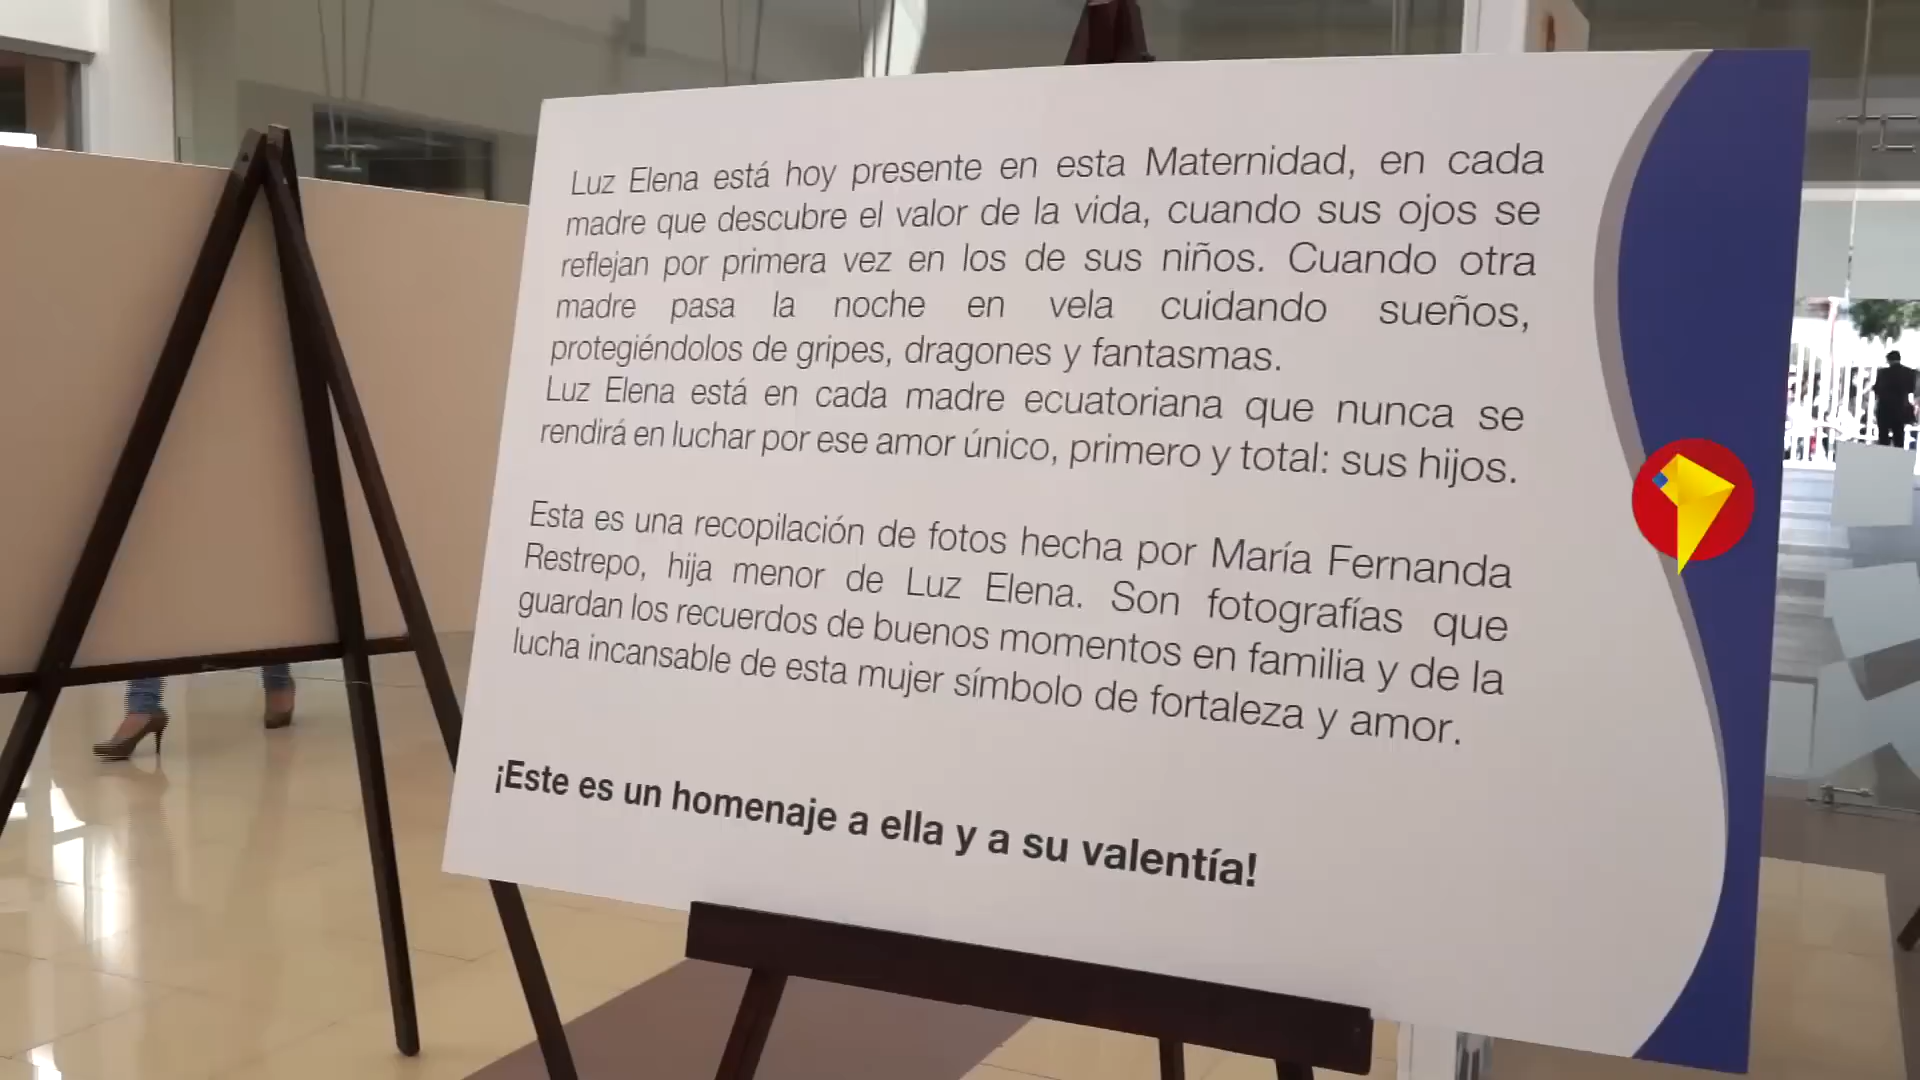 Luz Elena está hoy presente en esta Maternidad, en cada
madre que descubre el valor de la vida, cuando sus ojos se
reflejan por primera vez en los de sus niños. Cuando otra
madre pasa la noche en vela cuidando sueños,
protegiéndolos de gripes, dragones y fantasmas.
Luz Elena está en cada madre ecuatoriana que nunca se
rendirá en luchar por ese amor único, primero y total: sus hijos.
Esta es una recopilación de fotos hecha por María Fernanda
Restrepo, hija menor de Luz Elena. Son fotografías que
guardan los recuerdos de buenos momentos en familia y de la
lucha incansable de esta mujer símbolo de fortaleza y amor.
¡Este es un homenaje a ella y a su valentía!